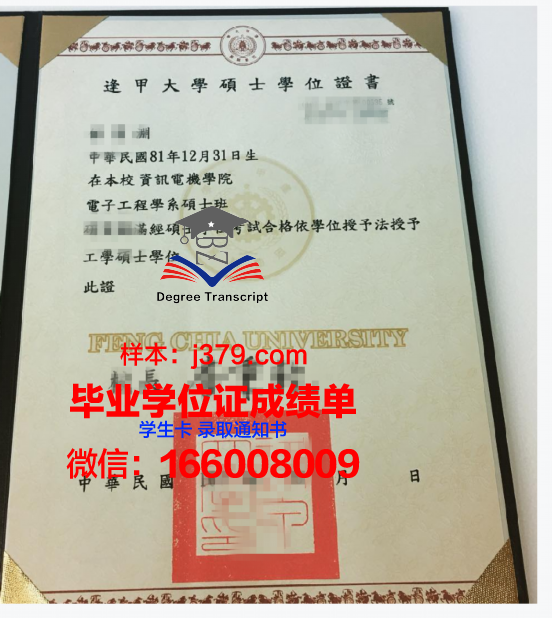 逢甲大學碩士學位證書
號
中華民國81年12月31日生
在本校 資訊電機學院
電子工程學系碩士班
考試合格依學位授予法授予
工學碩士學位
此證
BZ
Degree Transcript
FENG CHIA UNIVERSITY
样本：j379.com
長
毕业学位证成绩单
学生卡 录取通知书
微信：166008009
中華民國 月 日